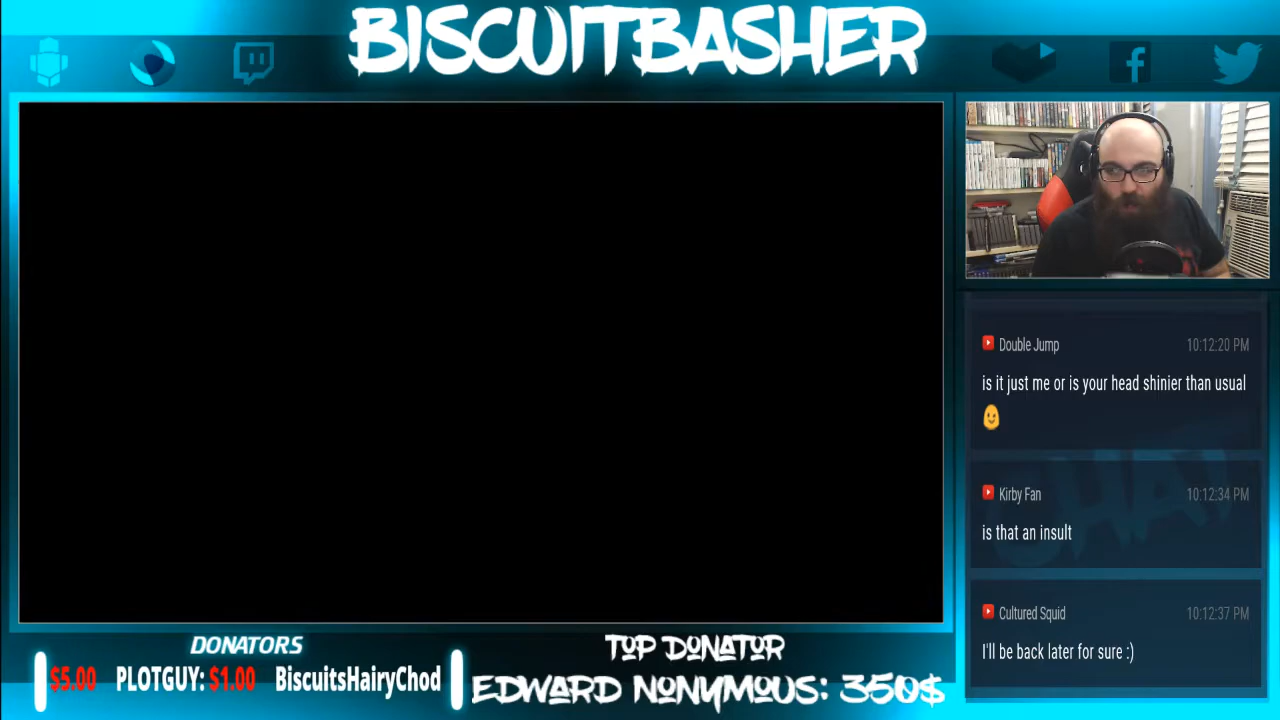 BISCUITBASHER
Double Jump 10:12:20 PM
is it just me or is your head shinier than usual
Kirby Fan 10:12:34 PM
is that an insult
Cultured Squid 10:12:37 PM
I'll be back later for sure :)
CHAT
DONATORS
$5.00 PLOTGUY: $1.00 BiscuitsHairyChod
TOP DONATOR
EDWARD NONYMOUS: 350$